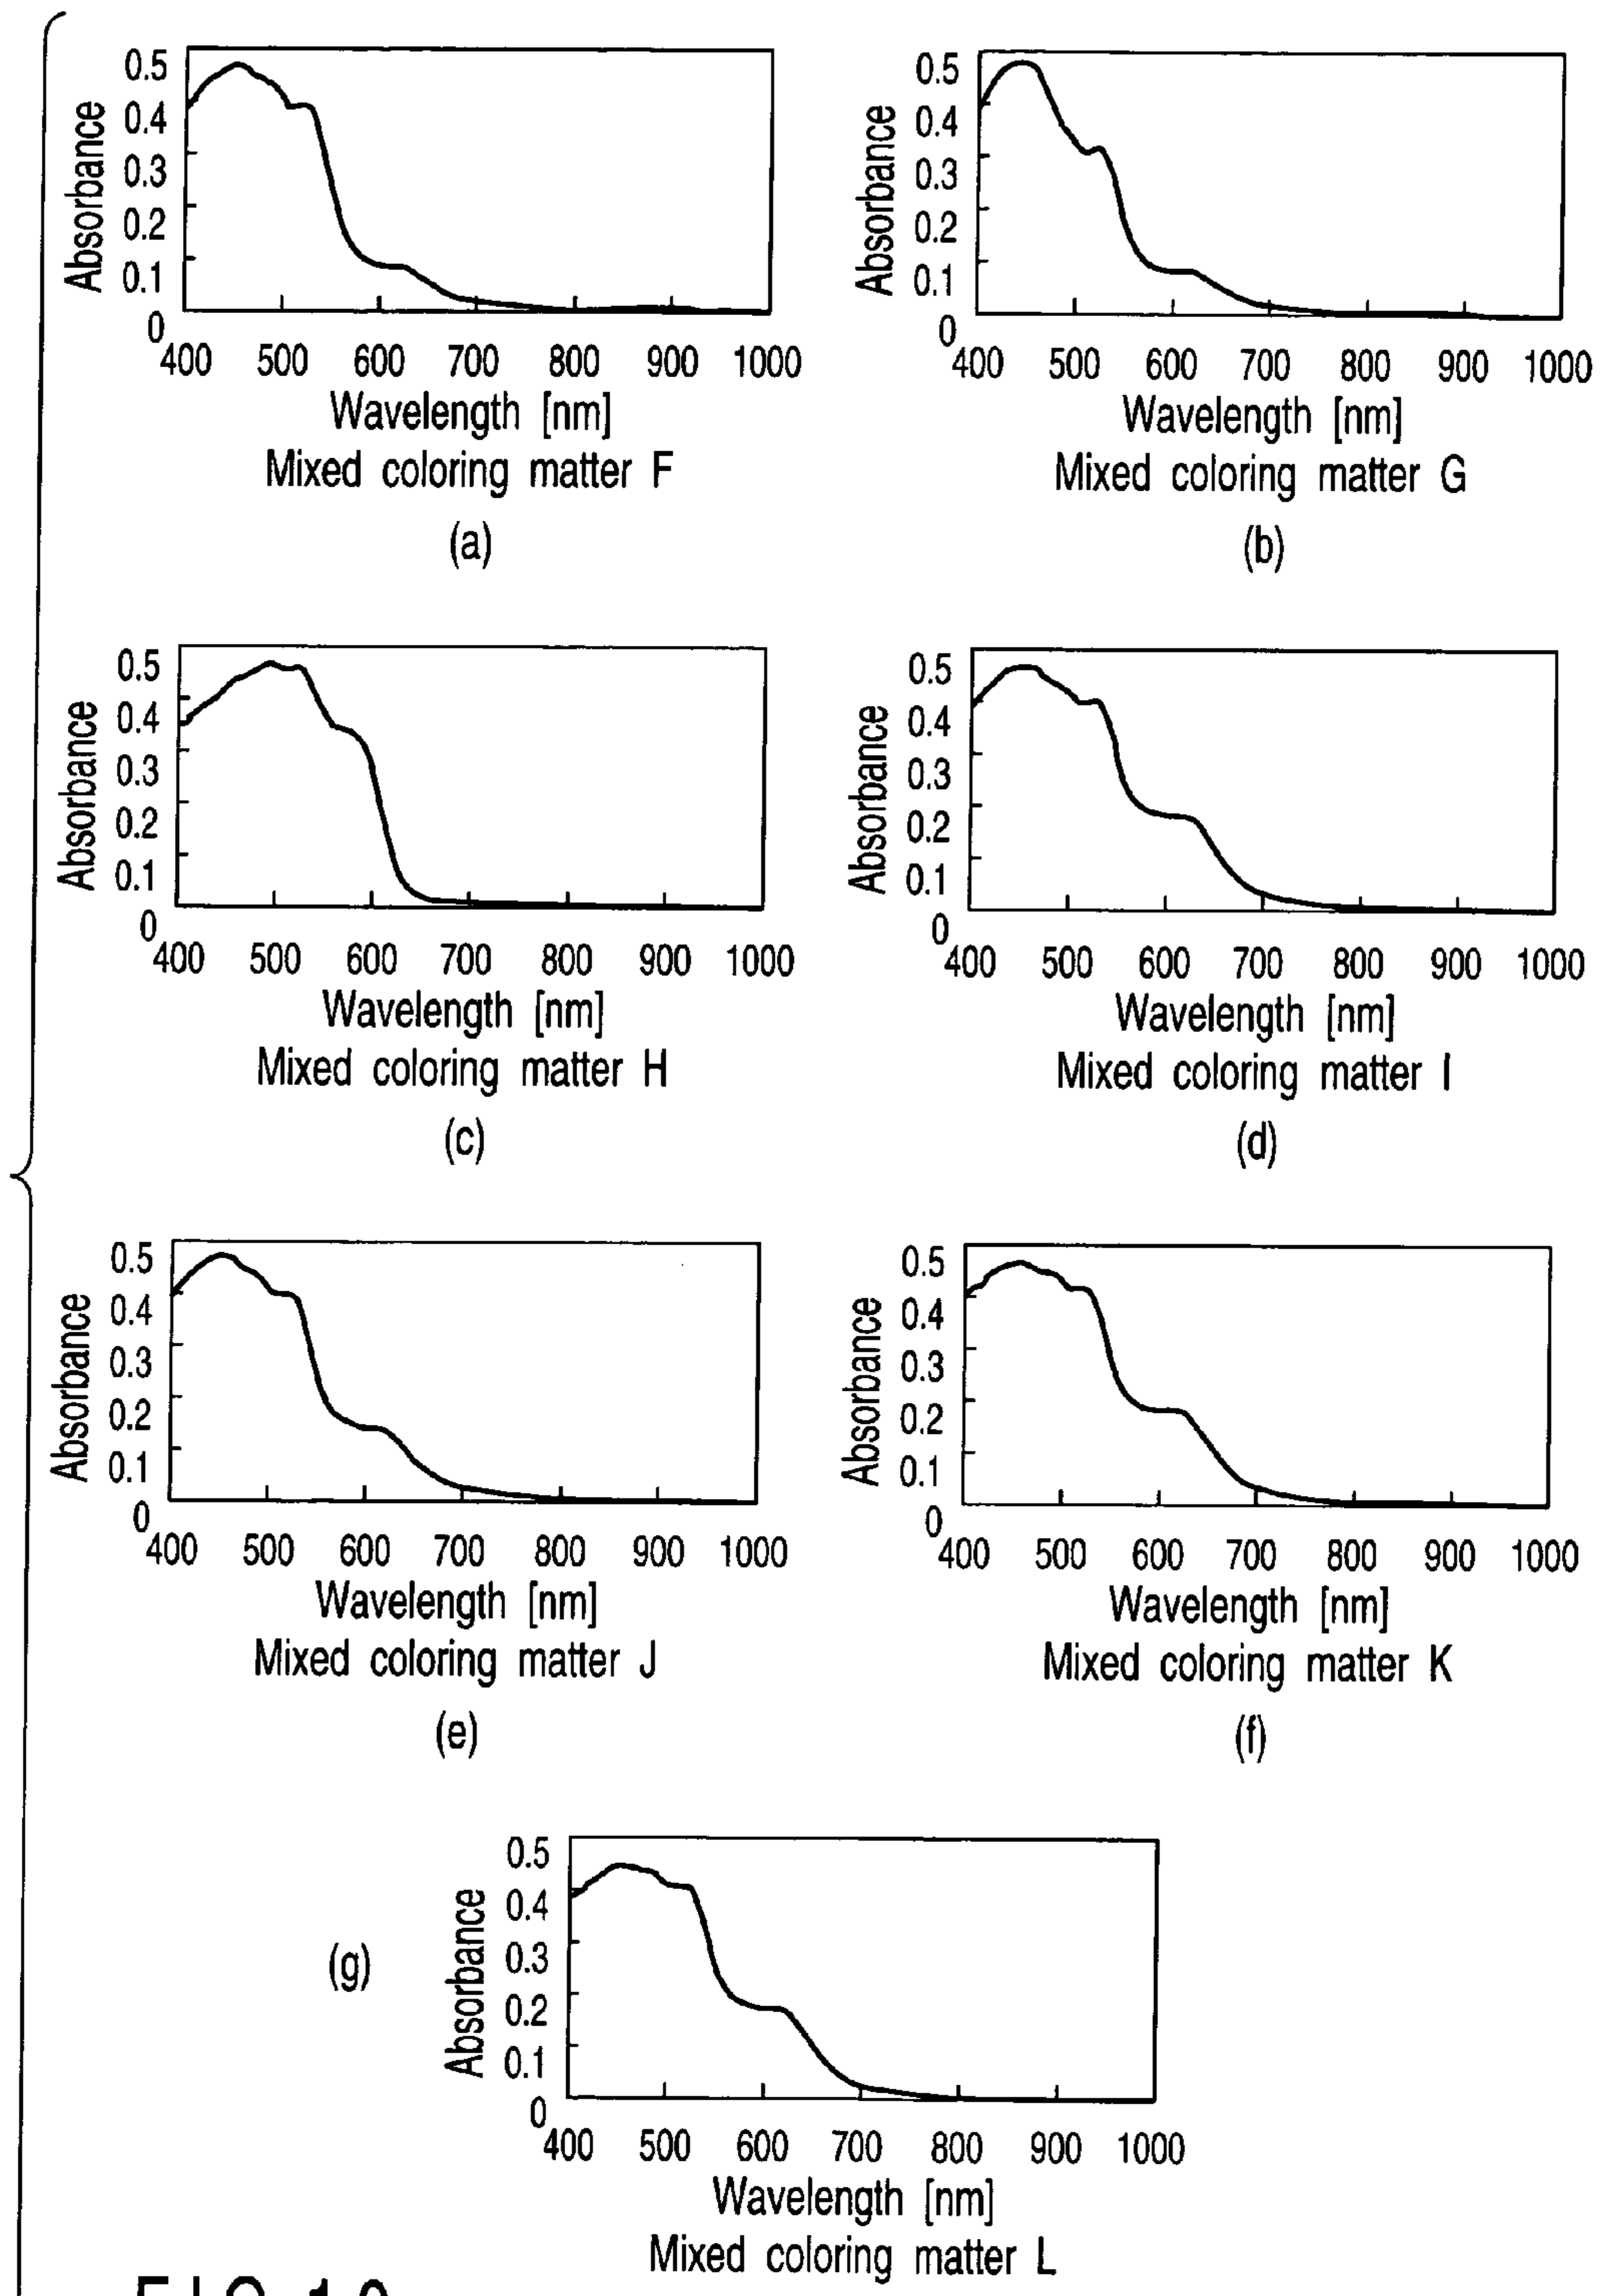 0.5
0.4
0.3
0.2
0.1
0
Absorbance
400 500 600 700 800 900 1000
Wavelength [nm]
Mixed coloring matter F
(a)
0.5
0.4
0.3
0.2
0.1
0
Absorbance
400 500 600 700 800 900 1000
Wavelength [nm]
Mixed coloring matter G
(b)
0.5
0.4
0.3
0.2
0.1
0
Absorbance
400 500 600 700 800 900 1000
Wavelength [nm]
Mixed coloring matter H
(c)
0.5
0.4
0.3
0.2
0.1
0
Absorbance
400 500 600 700 800 900 1000
Wavelength [nm]
Mixed coloring matter I
(d)
0.5
0.4
0.3
0.2
0.1
0
Absorbance
400 500 600 700 800 900 1000
Wavelength [nm]
Mixed coloring matter J
(e)
0.5
0.4
0.3
0.2
0.1
0
Absorbance
400 500 600 700 800 900 1000
Wavelength [nm]
Mixed coloring matter K
(f)
(g)
0.5
0.4
0.3
0.2
0.1
0
Absorbance
400 500 600 700 800 900 1000
Wavelength [nm]
Mixed coloring matter L